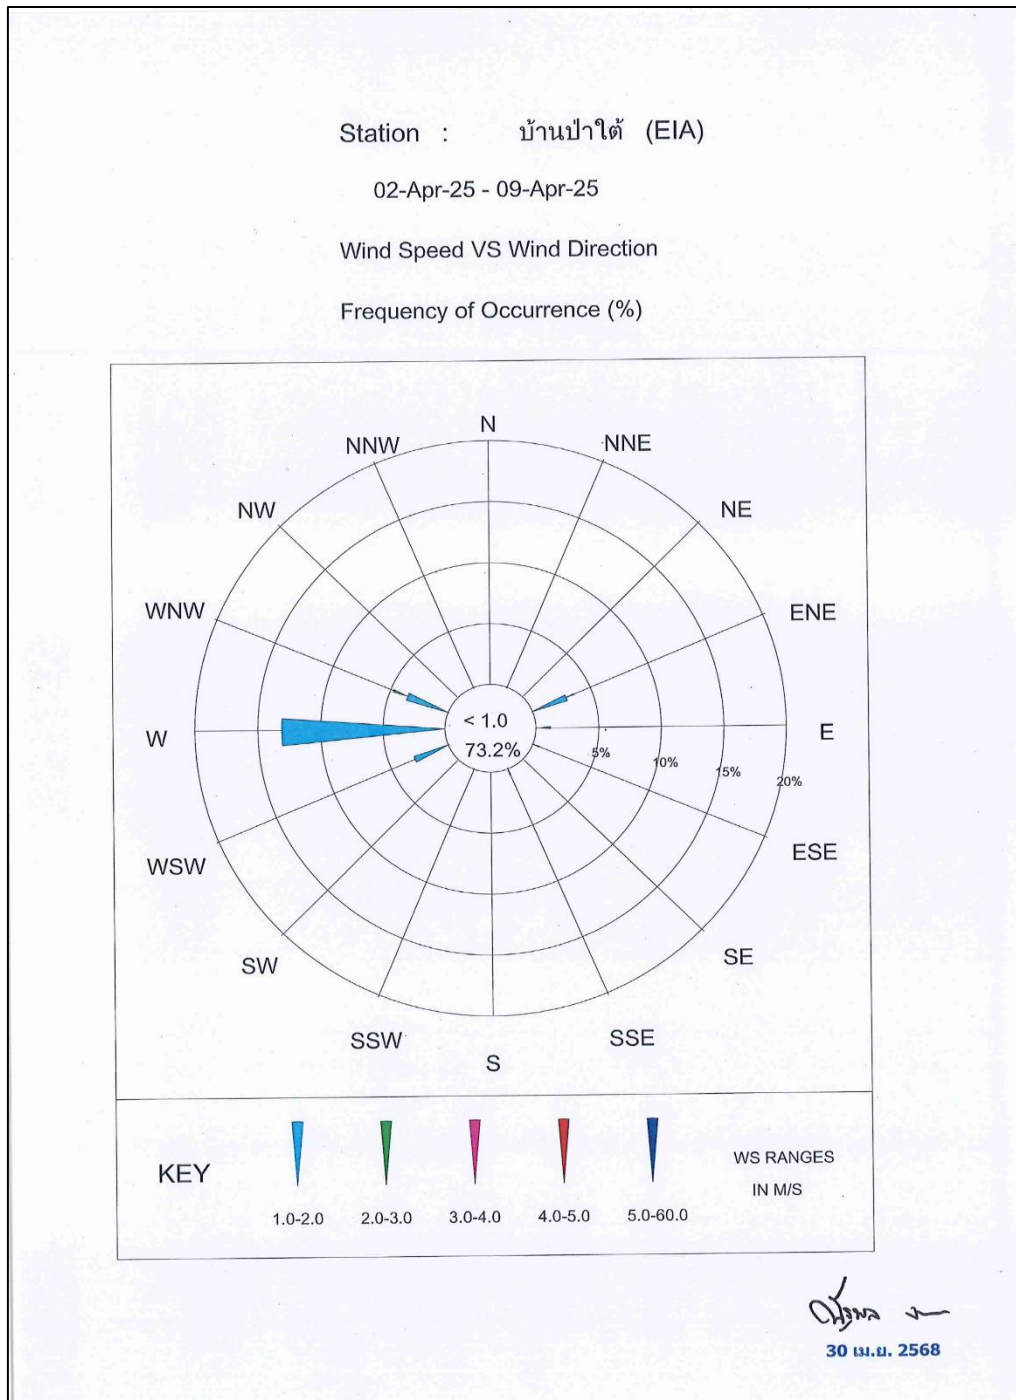 Station : บ้านป่าใต้ (EIA)
02-Apr-25 - 09-Apr-25
Wind Speed VS Wind Direction
Frequency of Occurrence (%)
N
NNW
NNE
NW
NE
WNW
ENE
W
< 1.0
73.2%
E
5%
10%
15%
20%
WSW
ESE
SW
SE
SSW
SSE
S
KEY
WS RANGES
IN M/S
1.0-2.0
2.0-3.0
3.0-4.0
4.0-5.0
5.0-60.0
30 เม.ย. 2568